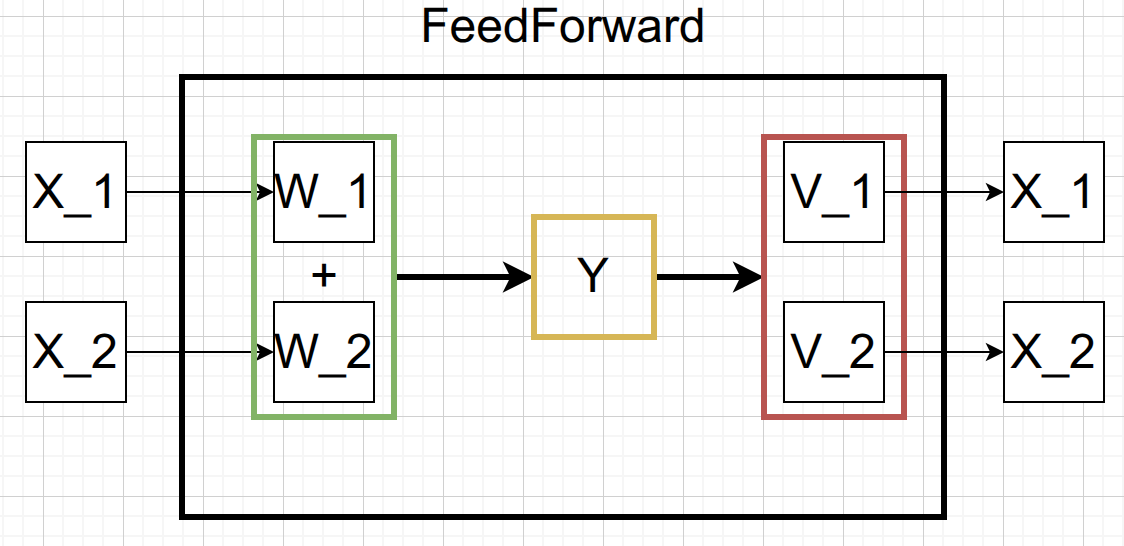 FeedForward
X_1
W_1
V_1
X_1
+
Y
X_2
W_2
V_2
X_2